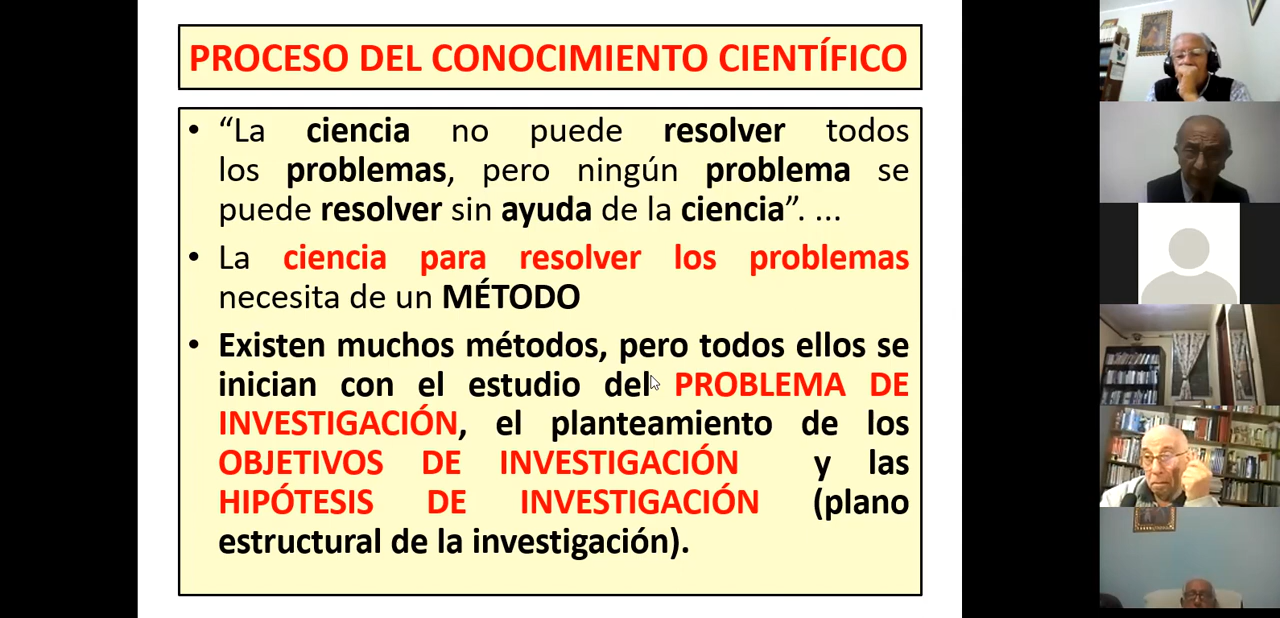 PROCESO DEL CONOCIMIENTO CIENTÍFICO
• “La ciencia no puede resolver todos
los problemas, pero ningún problema se
puede resolver sin ayuda de la ciencia”. ...
• La ciencia para resolver los problemas
necesita de un MÉTODO
• Existen muchos métodos, pero todos ellos se
inician con el estudio del PROBLEMA DE
INVESTIGACIÓN, el planteamiento de los
OBJETIVOS DE INVESTIGACIÓN y las
HIPÓTESIS DE INVESTIGACIÓN (plano
estructural de la investigación).